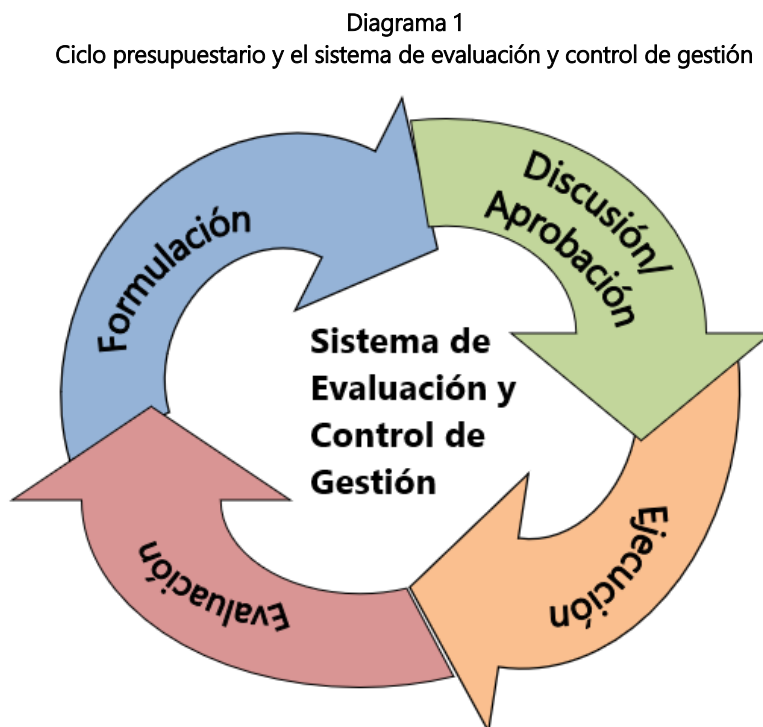 Diagrama 1
Ciclo presupuestario y el sistema de evaluación y control de gestión
Formulación
Discusión/
Aprobación
Sistema de
Evaluación y
Control de
Gestión
Ejecución
Evaluación